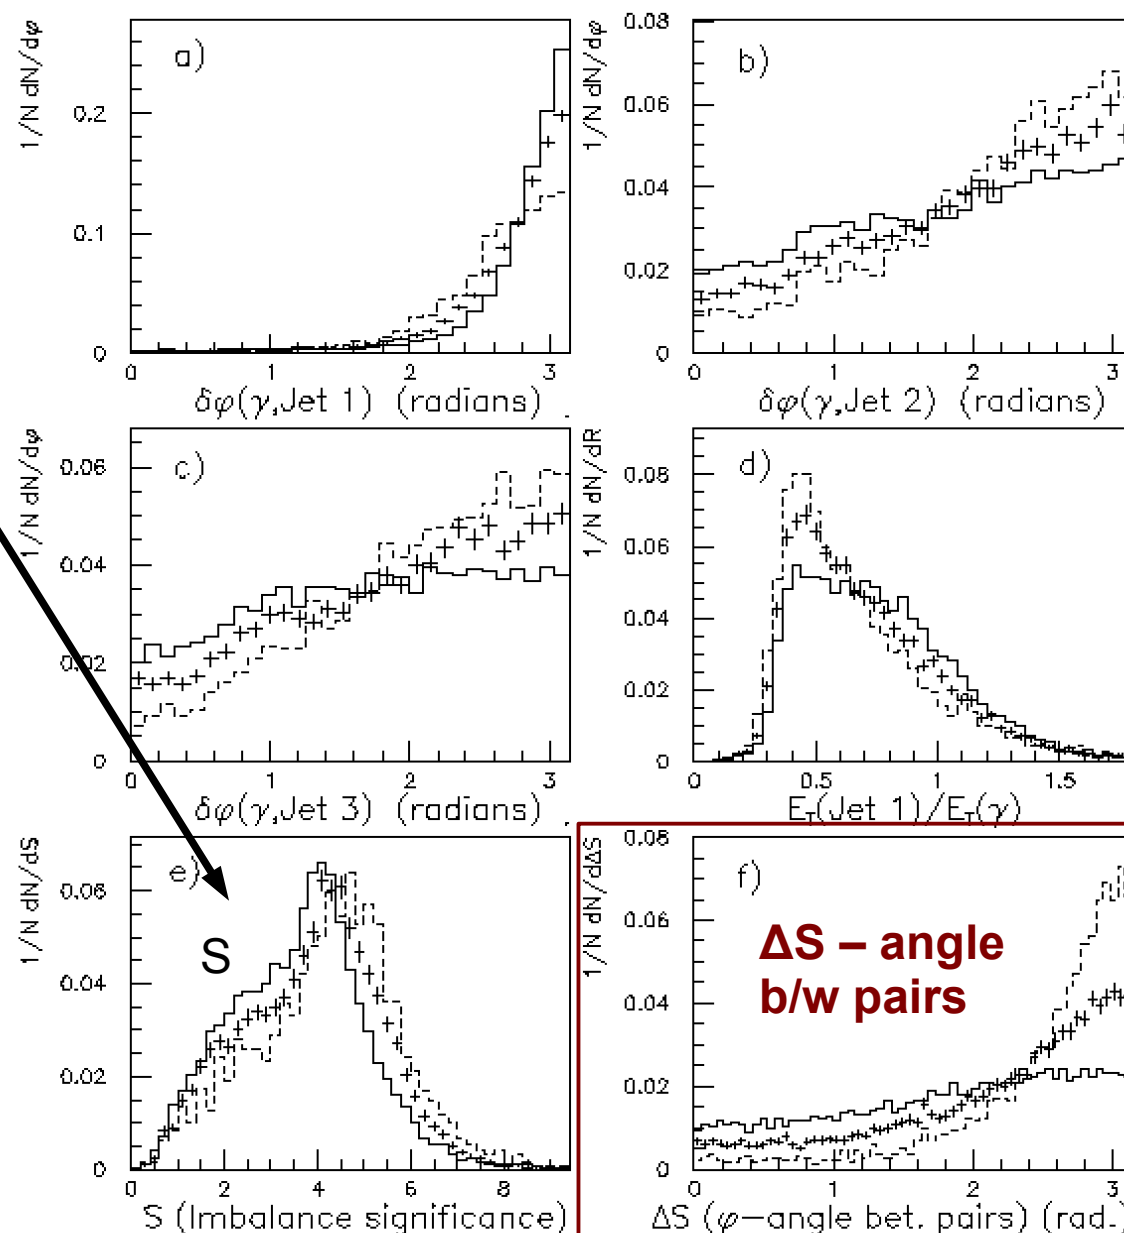 a)
1/N dN/dφ
0.2
0.1
0
0 1 2 3
δφ(γ,Jet 1) (radians)
b)
1/N dN/dφ
0.08
0.06
0.04
0.02
0
0 1 2 3
δφ(γ,Jet 2) (radians)
c)
1/N dN/dφ
0.06
0.04
0.02
0
0 1 2 3
δφ(γ,Jet 3) (radians)
d)
1/N dN/dR
0.08
0.06
0.04
0.02
0
0 0.5 1 1.5
E_T(Jet 1)/E_T(γ)
e)
1/N dN/dS
0.06
0.04
0.02
0
0 2 4 6 8
S
S (Imbalance significance)
f)
1/N dN/dΔS
0.08
0.06
0.04
0.02
0
0 1 2 3
ΔS – angle
b/w pairs
ΔS (φ–angle bet. pairs) (rad.)